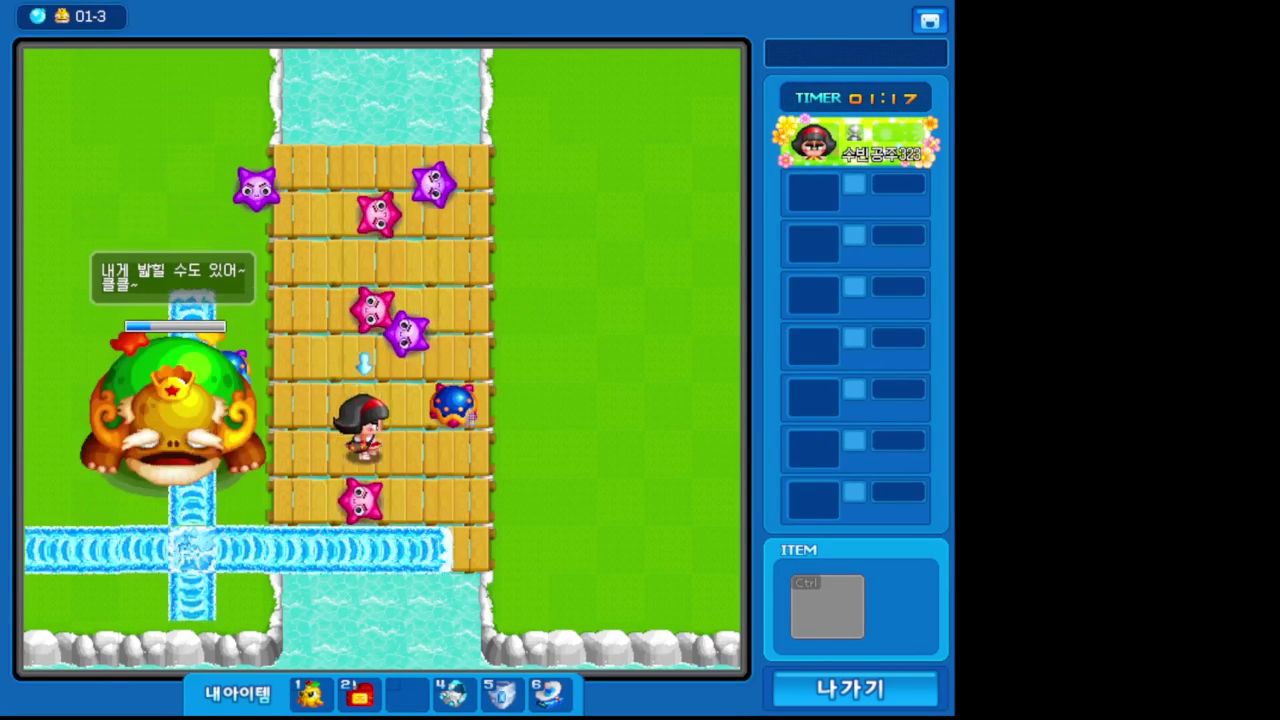 01-3
TIMER 01:17
수빈공주323
내게 밟힐 수도 있어~
클클~
ITEM
Ctrl
내아이템
1
2
4
5
6
나가기